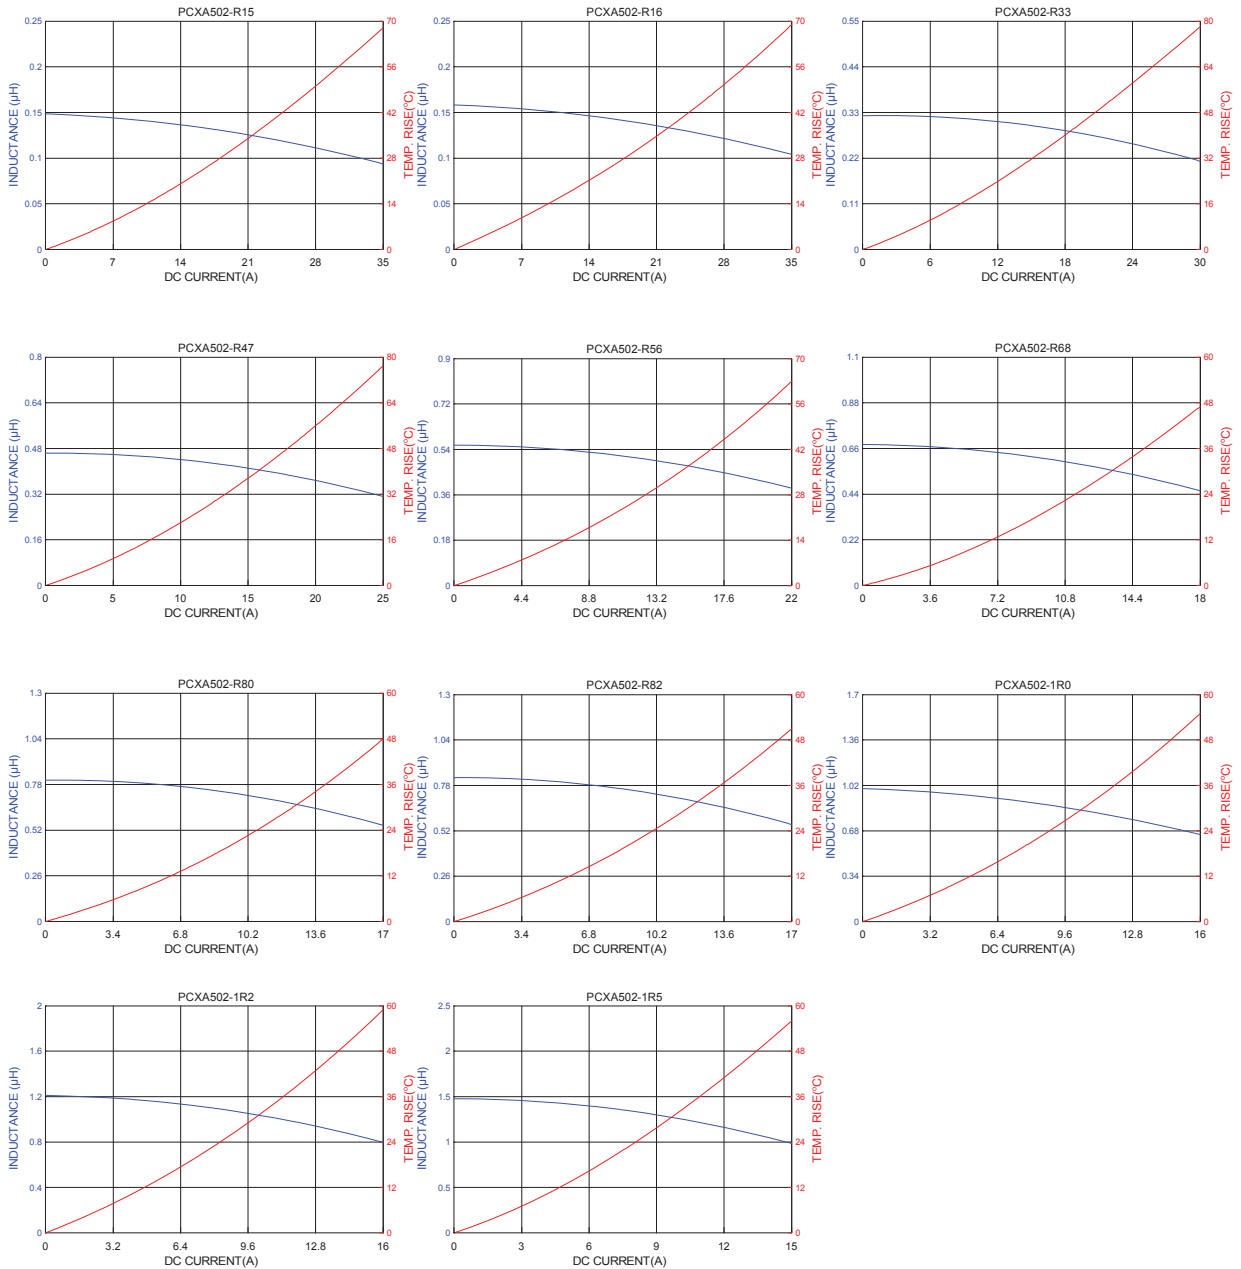 PCXA502-R15
INDUCTANCE (µH)
0.25
0.2
0.15
0.1
0.05
0
70
56
42
28
14
0
TEMP. RISE(°C)
0 7 14 21 28 35
DC CURRENT(A)
PCXA502-R16
INDUCTANCE (µH)
0.25
0.2
0.15
0.1
0.05
0
70
56
42
28
14
0
TEMP. RISE(°C)
0 7 14 21 28 35
DC CURRENT(A)
PCXA502-R33
INDUCTANCE (µH)
0.55
0.44
0.33
0.22
0.11
0
80
64
48
32
16
0
TEMP. RISE(°C)
0 6 12 18 24 30
DC CURRENT(A)
PCXA502-R47
INDUCTANCE (µH)
0.8
0.64
0.48
0.32
0.16
0
80
64
48
32
16
0
TEMP. RISE(°C)
0 5 10 15 20 25
DC CURRENT(A)
PCXA502-R56
INDUCTANCE (µH)
0.9
0.72
0.54
0.36
0.18
0
70
56
42
28
14
0
TEMP. RISE(°C)
0 4.4 8.8 13.2 17.6 22
DC CURRENT(A)
PCXA502-R68
INDUCTANCE (µH)
1.1
0.88
0.66
0.44
0.22
0
60
48
36
24
12
0
TEMP. RISE(°C)
0 3.6 7.2 10.8 14.4 18
DC CURRENT(A)
PCXA502-R80
INDUCTANCE (µH)
1.3
1.04
0.78
0.52
0.26
0
60
48
36
24
12
0
TEMP. RISE(°C)
0 3.4 6.8 10.2 13.6 17
DC CURRENT(A)
PCXA502-R82
INDUCTANCE (µH)
1.3
1.04
0.78
0.52
0.26
0
60
48
36
24
12
0
TEMP. RISE(°C)
0 3.4 6.8 10.2 13.6 17
DC CURRENT(A)
PCXA502-1R0
INDUCTANCE (µH)
1.7
1.36
1.02
0.68
0.34
0
60
48
36
24
12
0
TEMP. RISE(°C)
0 3.2 6.4 9.6 12.8 16
DC CURRENT(A)
PCXA502-1R2
INDUCTANCE (µH)
2
1.6
1.2
0.8
0.4
0
60
48
36
24
12
0
TEMP. RISE(°C)
0 3.2 6.4 9.6 12.8 16
DC CURRENT(A)
PCXA502-1R5
INDUCTANCE (µH)
2.5
2
1.5
1
0.5
0
60
48
36
24
12
0
TEMP. RISE(°C)
0 3 6 9 12 15
DC CURRENT(A)